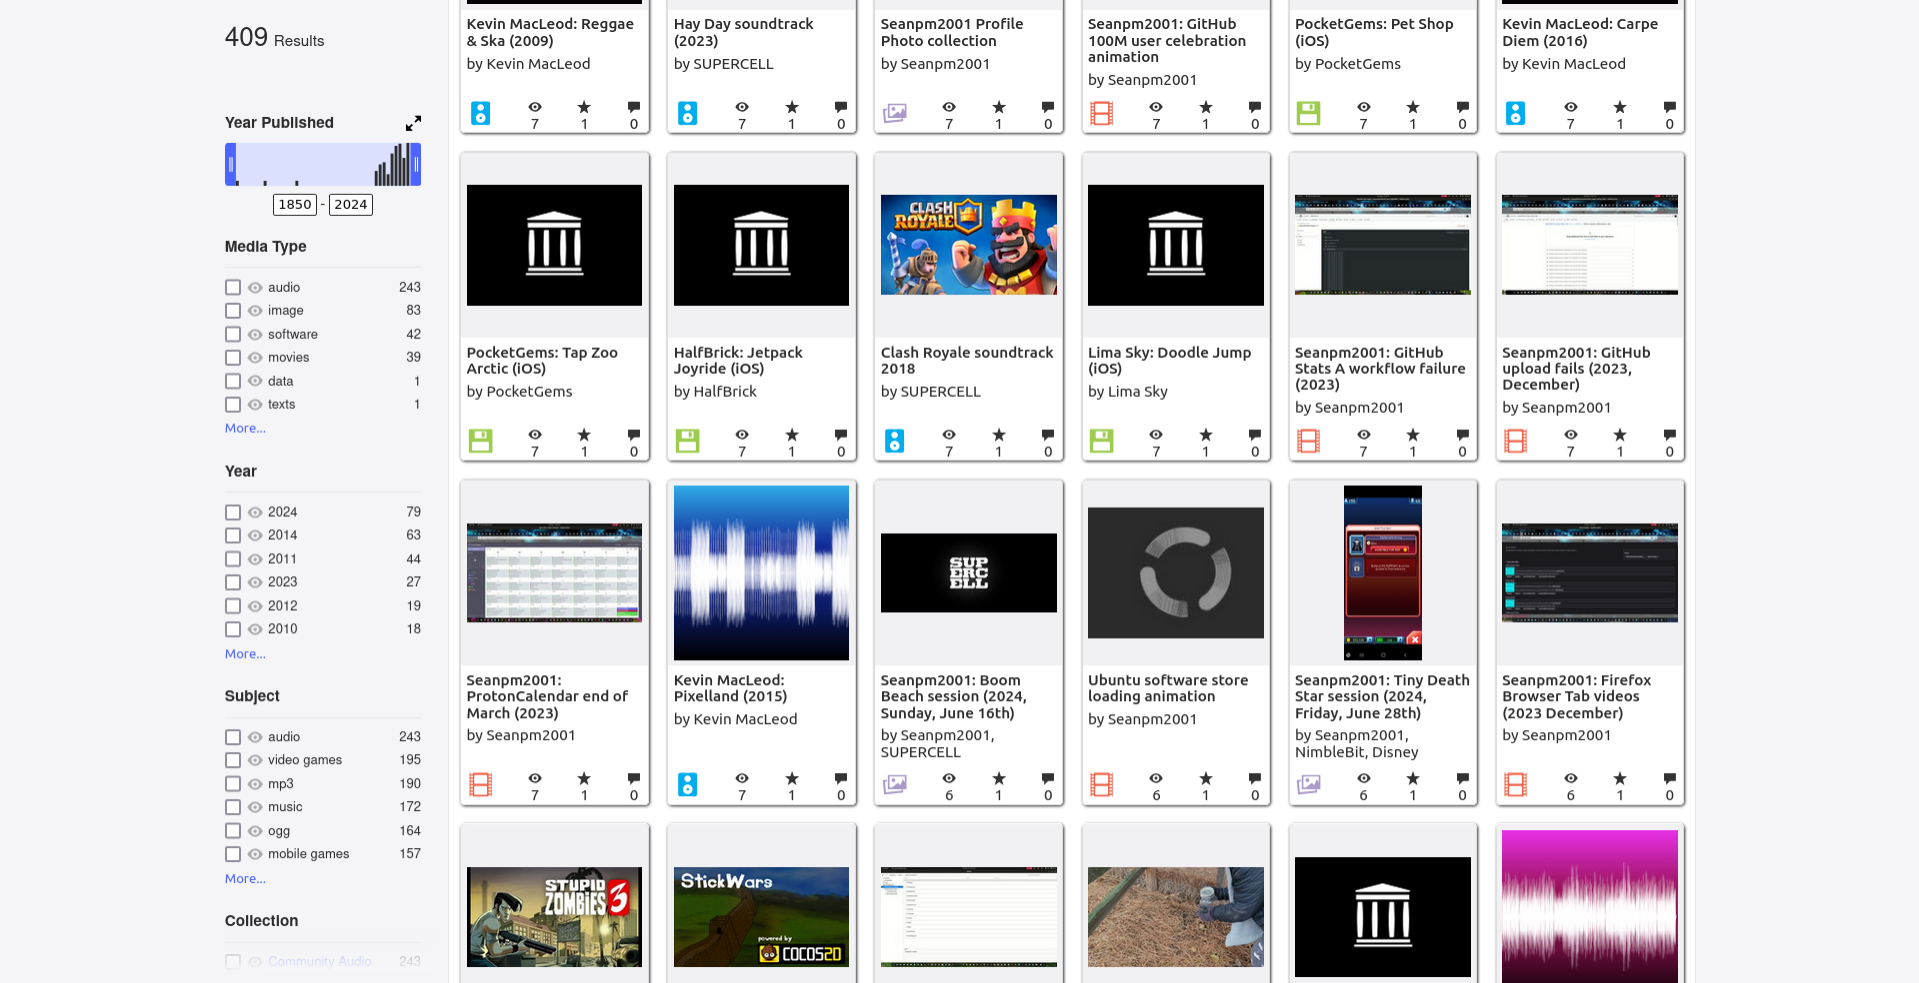 409 Results
Year Published
1850 - 2024
Media Type
audio 243
image 83
software 42
movies 39
data 1
texts 1
More...
Year
2024 79
2014 63
2011 44
2023 27
2012 19
2010 18
More...
Subject
audio 243
video games 195
mp3 190
music 172
ogg 164
mobile games 157
More...
Collection
Community Audio 243
Kevin MacLeod: Reggae
& Ska (2009)
by Kevin MacLeod
7 1 0
Hay Day soundtrack
(2023)
by SUPERCELL
7 1 0
Seanpm2001 Profile
Photo collection
by Seanpm2001
7 1 0
Seanpm2001: GitHub
100M user celebration
animation
by Seanpm2001
7 1 0
PocketGems: Pet Shop
(iOS)
by PocketGems
7 1 0
Kevin MacLeod: Carpe
Diem (2016)
by Kevin MacLeod
7 1 0
PocketGems: Tap Zoo
Arctic (iOS)
by PocketGems
7 1 0
HalfBrick: Jetpack
Joyride (iOS)
by HalfBrick
7 1 0
CLASH
ROYALE
Clash Royale soundtrack
2018
by SUPERCELL
7 1 0
Lima Sky: Doodle Jump
(iOS)
by Lima Sky
7 1 0
Seanpm2001: GitHub
Stats A workflow failure
(2023)
by Seanpm2001
7 1 0
Seanpm2001: GitHub
upload fails (2023,
December)
by Seanpm2001
7 1 0
Seanpm2001:
ProtonCalendar end of
March (2023)
by Seanpm2001
7 1 0
Kevin MacLeod:
Pixelland (2015)
by Kevin MacLeod
7 1 0
SUP
ERC
ELL
Seanpm2001: Boom
Beach session (2024,
Sunday, June 16th)
by Seanpm2001,
SUPERCELL
6 1 0
Ubuntu software store
loading animation
by Seanpm2001
6 1 0
Seanpm2001: Tiny Death
Star session (2024,
Friday, June 28th)
by Seanpm2001,
NimbleBit, Disney
6 1 0
Seanpm2001: Firefox
Browser Tab videos
(2023 December)
by Seanpm2001
6 1 0
STUPID
ZOMBIES 3
StickWars
powered by
COCOS2D